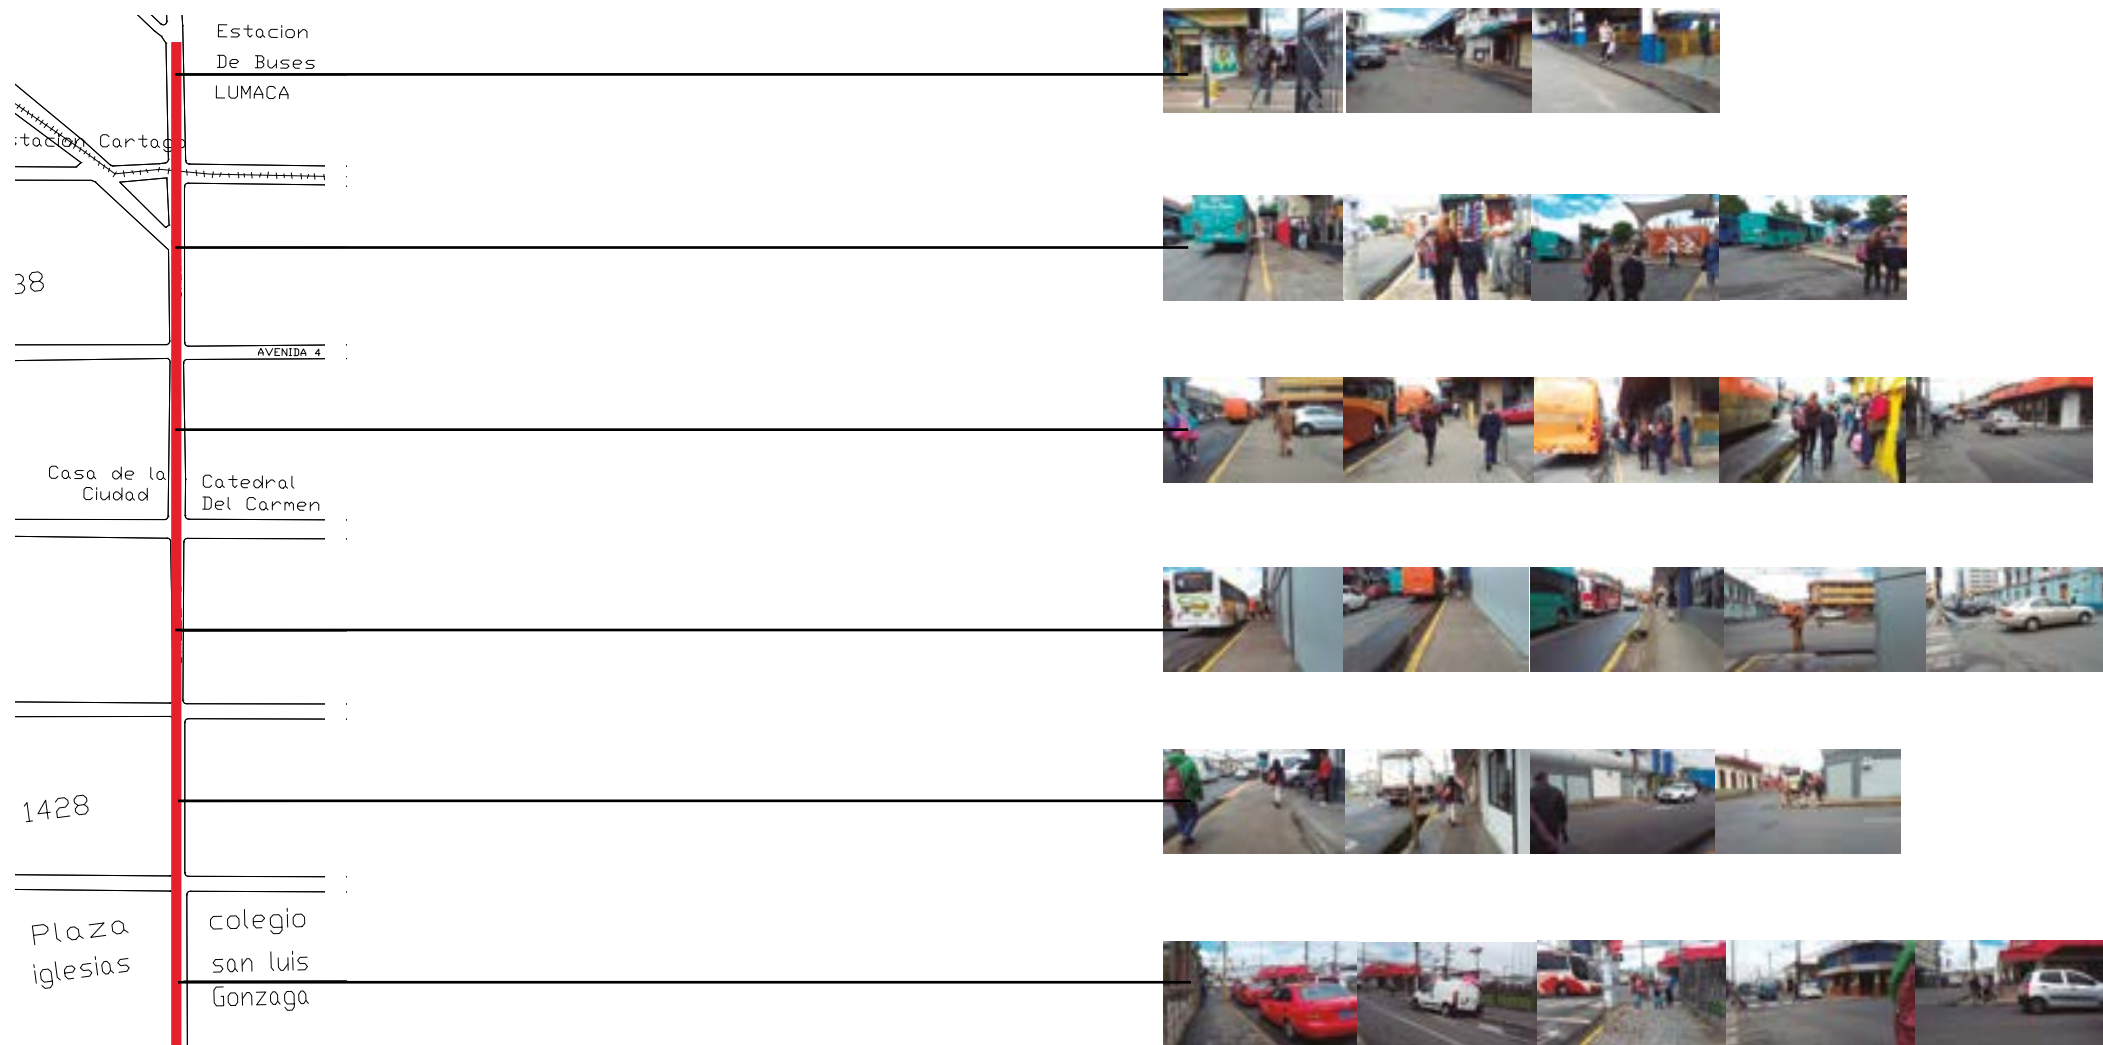 Estacion
De Buses
LUMACA
stacion Cartago
38
AVENIDA 4
Casa de la
Ciudad
Catedral
Del Carmen
1428
Plaza
iglesias
colegio
san luis
Gonzaga